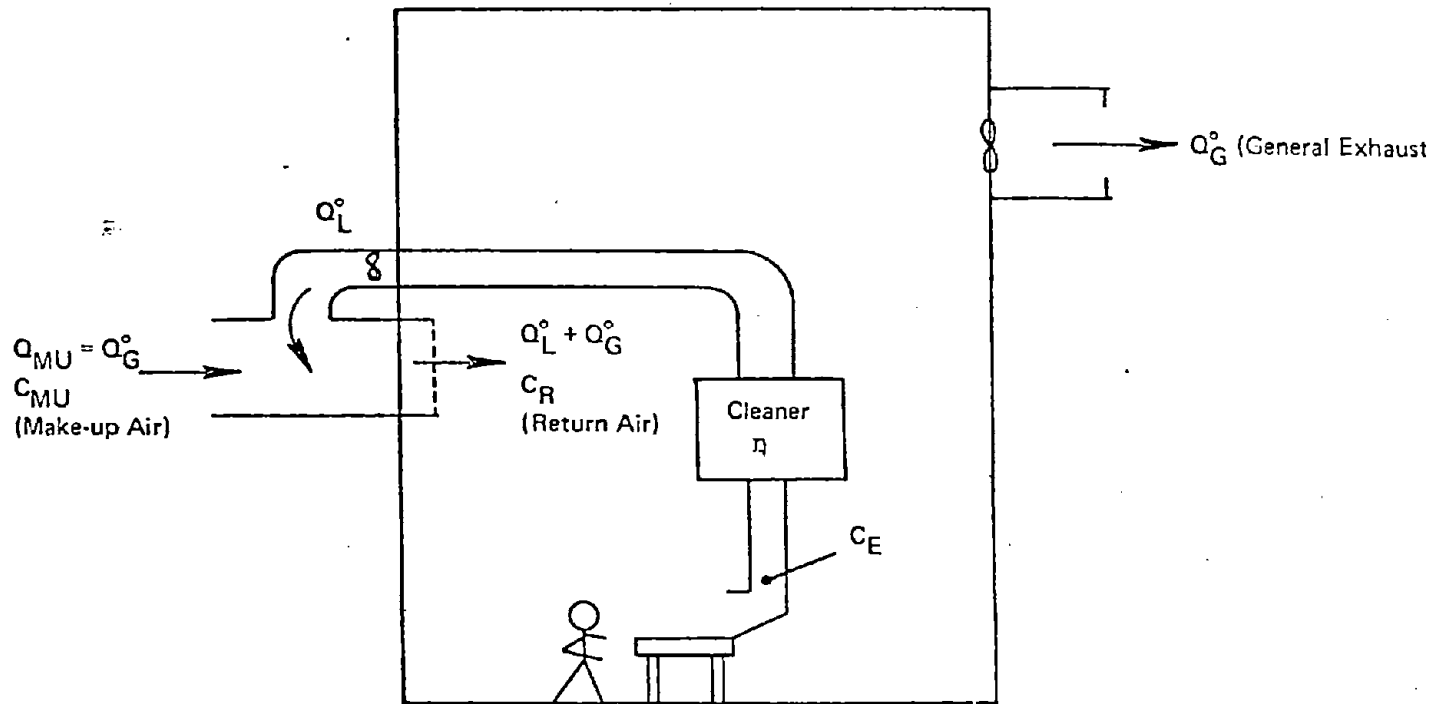 Q°G (General Exhaust
Q°L
QMU = Q°G
CMU
(Make-up Air)
Q°L + Q°G
CR
(Return Air)
Cleaner
η
CE